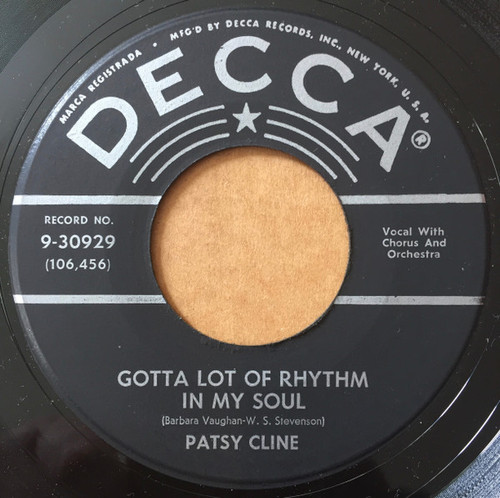 MARCA REGISTRADA • MFG'D BY DECCA RECORDS, INC., NEW YORK, U.S.A.
DECCA®
RECORD NO.
9-30929
(106,456)
Vocal With
Chorus And
Orchestra
GOTTA LOT OF RHYTHM
IN MY SOUL
(Barbara Vaughan-W. S. Stevenson)
PATSY CLINE